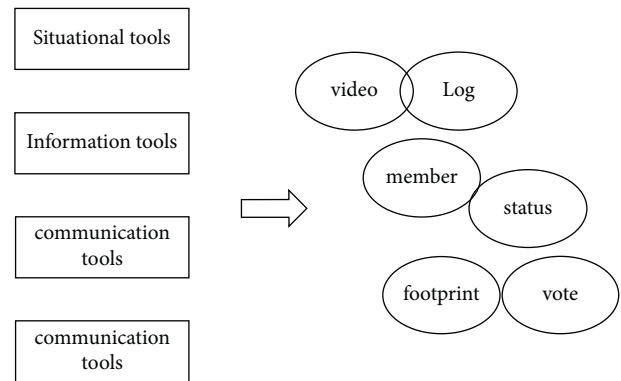 Situational tools
Information tools
communication
tools
communication
tools
video
Log
member
status
footprint
vote